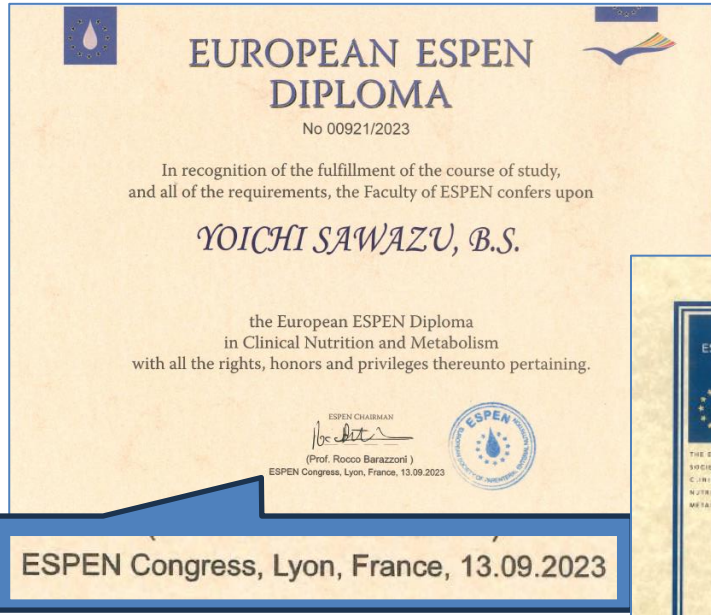 EUROPEAN ESPEN
DIPLOMA
No 00921/2023
In recognition of the fulfillment of the course of study,
and all of the requirements, the Faculty of ESPEN confers upon
YOICHI SAWAZU, B.S.
the European ESPEN Diploma
in Clinical Nutrition and Metabolism
with all the rights, honors and privileges thereunto pertaining.
ESPEN CHAIRMAN
(Prof. Rocco Barazzoni )
ESPEN Congress, Lyon, France, 13.09.2023
ESPEN
ESPEN Congress, Lyon, France, 13.09.2023
THE E